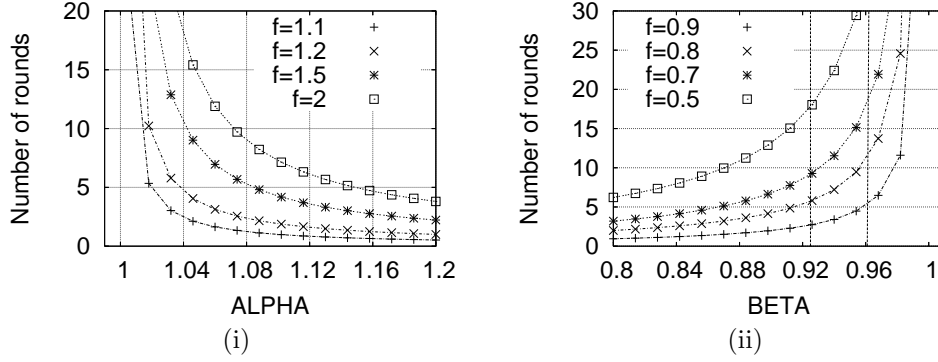 Number of rounds
20
15
10
5
0
f=1.1
f=1.2
f=1.5
f=2
1 1.04 1.08 1.12 1.16 1.2
ALPHA
(i)
Number of rounds
30
25
20
15
10
5
0
f=0.9
f=0.8
f=0.7
f=0.5
0.8 0.84 0.88 0.92 0.96 1
BETA
(ii)